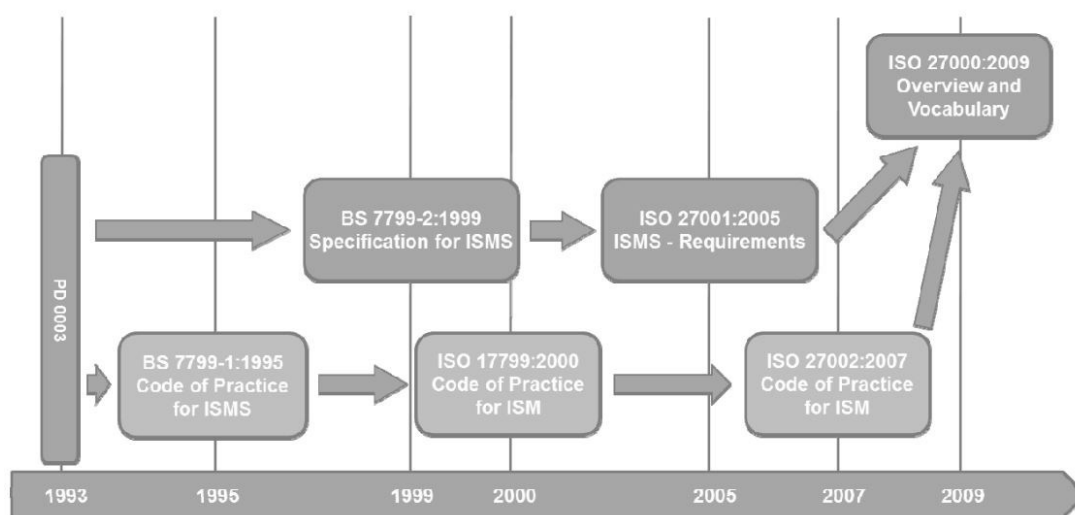 ISO 27000:2009
Overview and
Vocabulary
BS 7799-2:1999
Specification for ISMS
ISO 27001:2005
ISMS - Requirements
PD 0003
BS 7799-1:1995
Code of Practice
for ISMS
ISO 17799:2000
Code of Practice
for ISM
ISO 27002:2007
Code of Practice
for ISM
1993
1995
1999
2000
2005
2007
2009